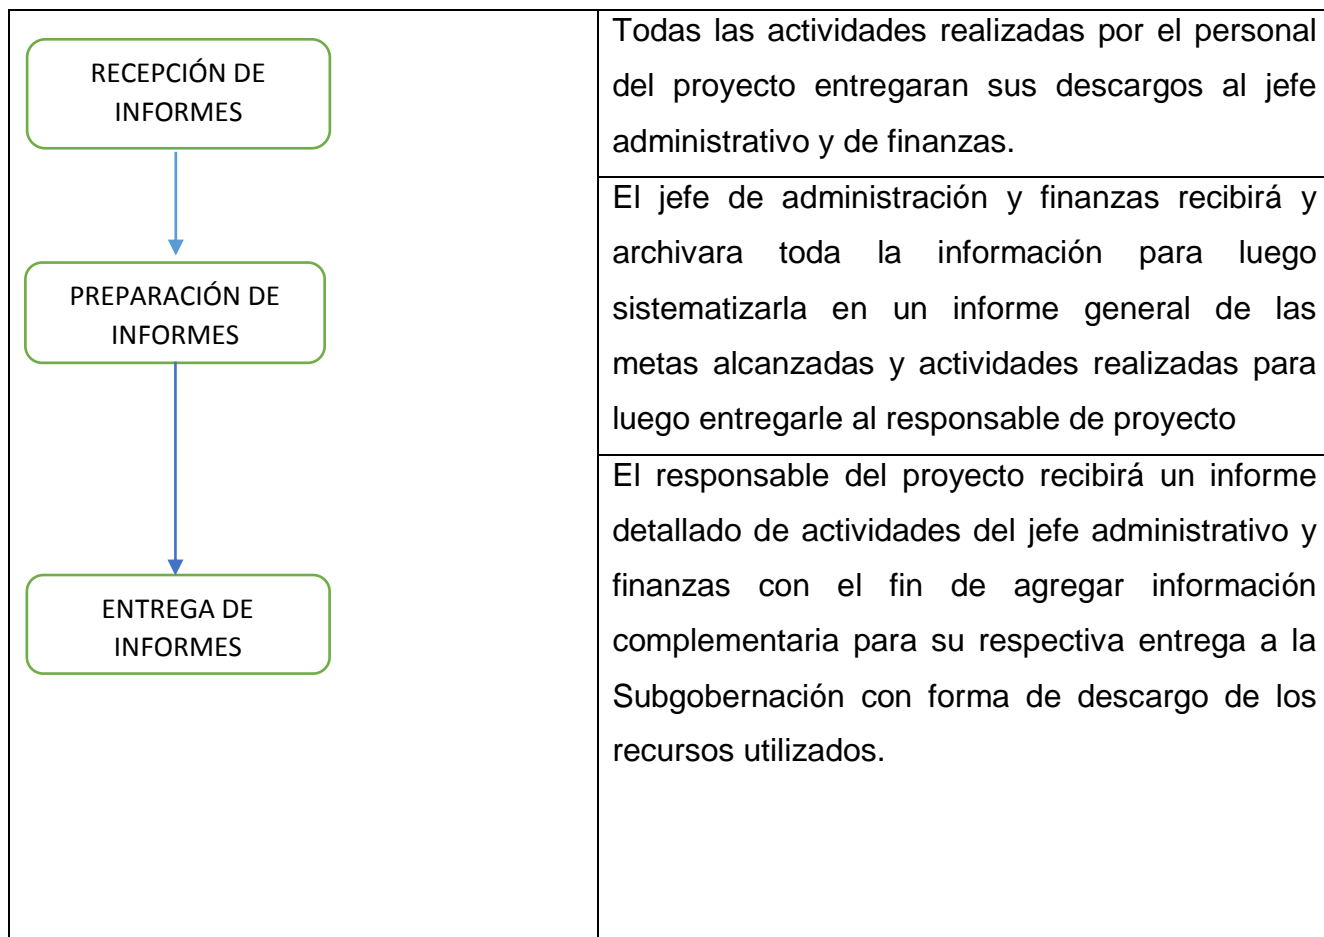 RECEPCIÓN DE
INFORMES
Todas las actividades realizadas por el personal
del proyecto entregaran sus descargos al jefe
administrativo y de finanzas.
PREPARACIÓN DE
INFORMES
El jefe de administración y finanzas recibirá y
archivara toda la información para luego
sistematizarla en un informe general de las
metas alcanzadas y actividades realizadas para
luego entregarle al responsable de proyecto
ENTREGA DE
INFORMES
El responsable del proyecto recibirá un informe
detallado de actividades del jefe administrativo y
finanzas con el fin de agregar información
complementaria para su respectiva entrega a la
Subgobernación con forma de descargo de los
recursos utilizados.